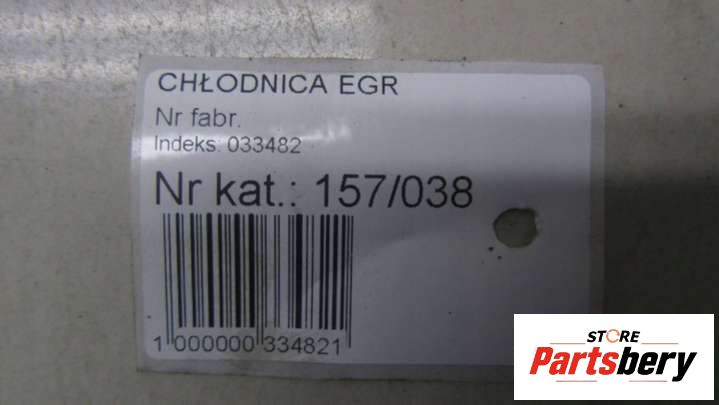 CHŁODNICA EGR
Nr fabr.
Indeks: 033482
Nr kat.: 157/038
1 000000 334821
STORE
Partsbery